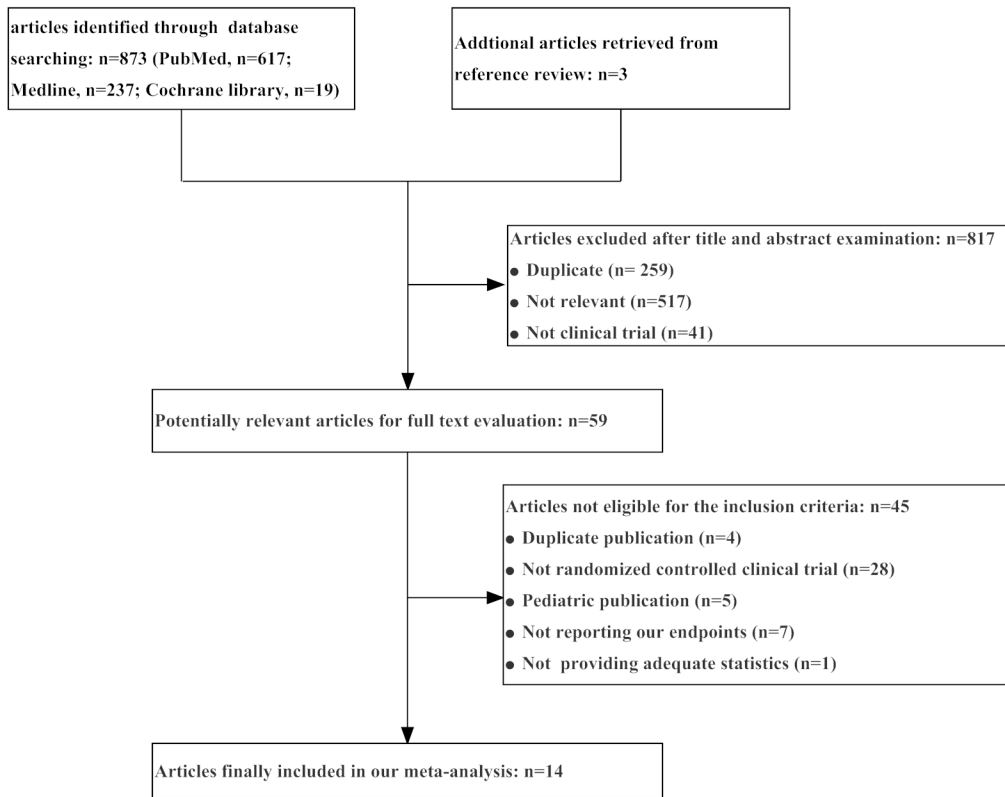 articles identified through database
searching: n=873 (PubMed, n=617;
Medline, n=237; Cochrane library, n=19)
Addtional articles retrieved from
reference review: n=3
Articles excluded after title and abstract examination: n=817
● Duplicate (n= 259)
● Not relevant (n=517)
● Not clinical trial (n=41)
Potentially relevant articles for full text evaluation: n=59
Articles not eligible for the inclusion criteria: n=45
● Duplicate publication (n=4)
● Not randomized controlled clinical trial (n=28)
● Pediatric publication (n=5)
● Not reporting our endpoints (n=7)
● Not providing adequate statistics (n=1)
Articles finally included in our meta-analysis: n=14